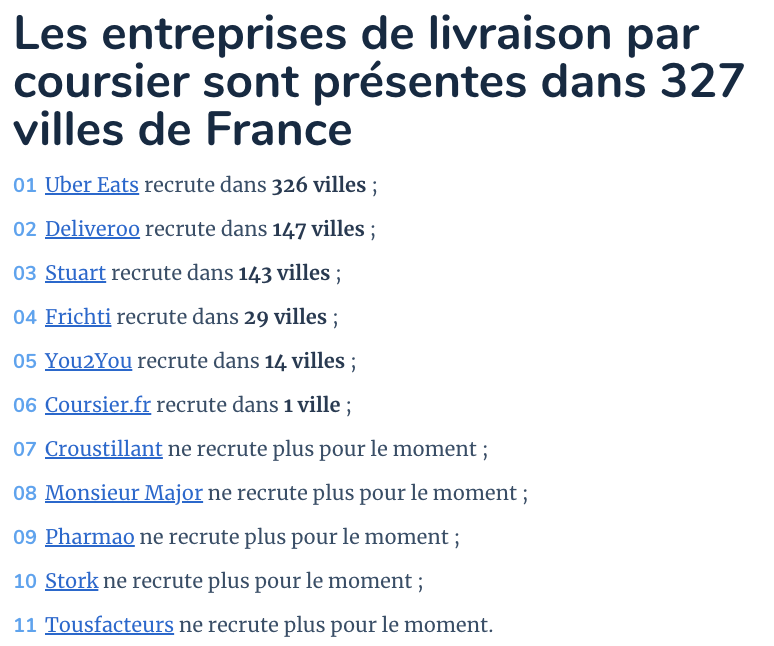 Les entreprises de livraison par
coursier sont présentes dans 327
villes de France
01 Uber Eats recrute dans 326 villes ;
02 Deliveroo recrute dans 147 villes ;
03 Stuart recrute dans 143 villes ;
04 Frichti recrute dans 29 villes ;
05 You2You recrute dans 14 villes ;
06 Coursier.fr recrute dans 1 ville ;
07 Croustillant ne recrute plus pour le moment ;
08 Monsieur Major ne recrute plus pour le moment ;
09 Pharmao ne recrute plus pour le moment ;
10 Stork ne recrute plus pour le moment ;
11 Tousfacteurs ne recrute plus pour le moment.